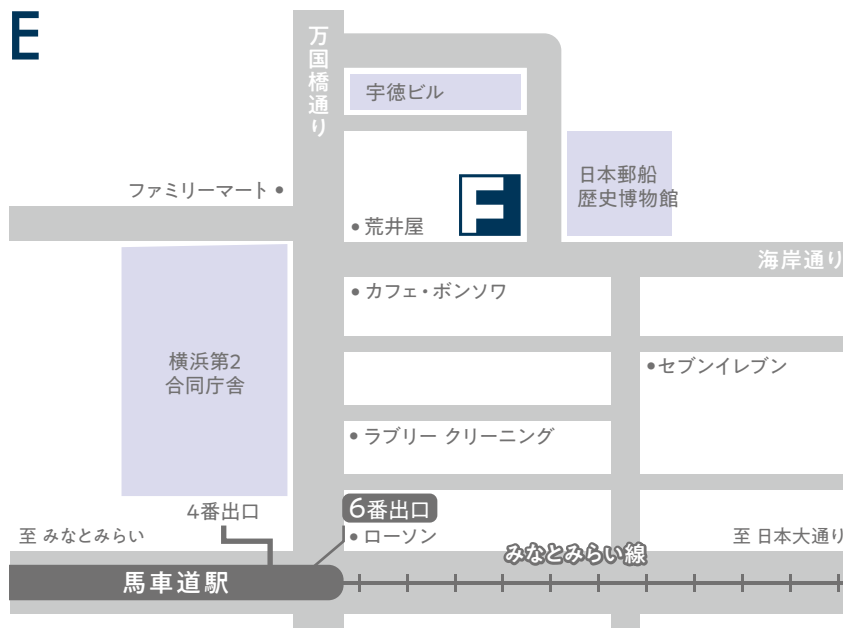 E
万国橋通り
宇徳ビル
日本郵船
歴史博物館
ファミリーマート
F
荒井屋
海岸通り
カフェ・ボンソワ
横浜第2
合同庁舎
セブンイレブン
ラブリー クリーニング
4番出口
6番出口
至 みなとみらい
ローソン
至 日本大通り
みなとみらい線
馬車道駅